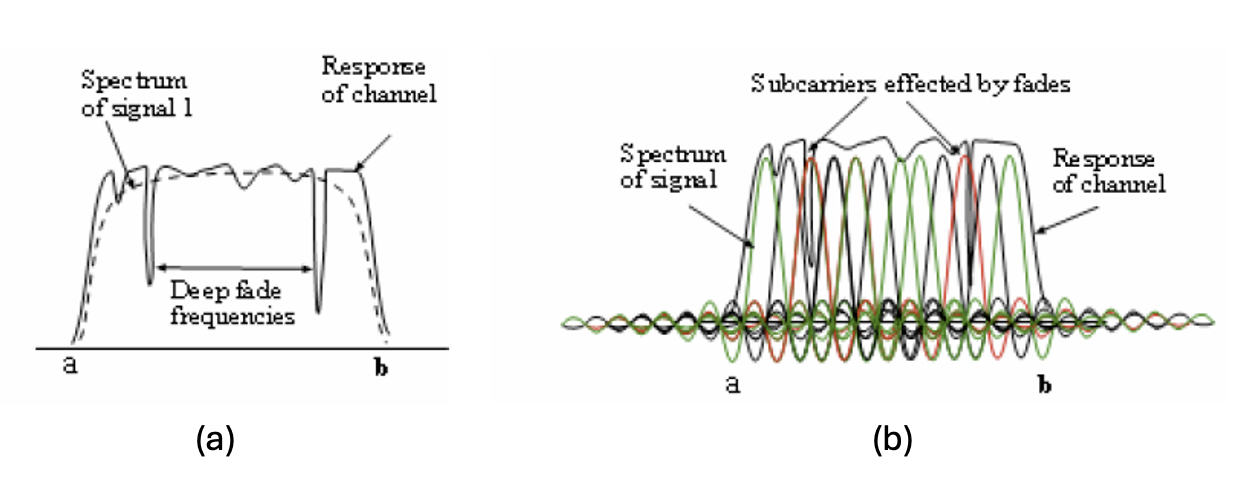 Spectrum
of signal 1
Response
of channel
Deep fade
frequencies
a
b
(a)
Subcarriers effected by fades
Spectrum
of signal
Response
of channel
a
b
(b)